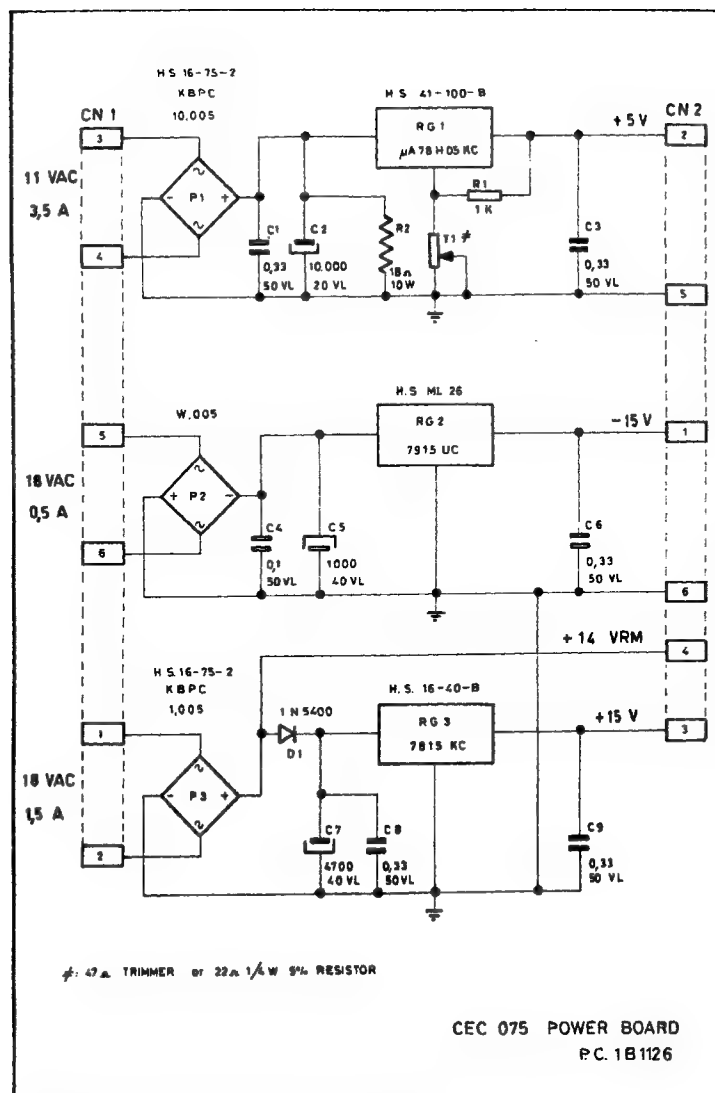 H.S 16-75-2
KBPC
10.005
H.S. 41-100-B
CN 1
CN 2
3
RG 1
µA 78 H 05 KC
+5 V
2
11 VAC
3,5 A
~
- P1 +
~
R1
1 K
C1
0,33
50 VL
C2
10.000
20 VL
R2
18Ω
10W
T1 #
C3
0,33
50 VL
4
5
W.005
H.S ML 26
5
RG 2
7915 UC
-15 V
1
18 VAC
0,5 A
~
+ P2 -
~
C4
0,1
50 VL
C5
1000
40 VL
C6
0,33
50 VL
6
6
+ 14 VRM
4
H.S. 16-75-2
KBPC
1,005
1 N 5400
D1
H.S. 16-40-B
1
RG 3
7815 KC
+15 V
3
18 VAC
1,5 A
~
- P3 +
~
C7
4700
40 VL
C8
0,33
50VL
C9
0,33
50 VL
2
#: 47Ω TRIMMER or 22Ω 1/4 W 5% RESISTOR
CEC 075 POWER BOARD
P.C. 1B1126